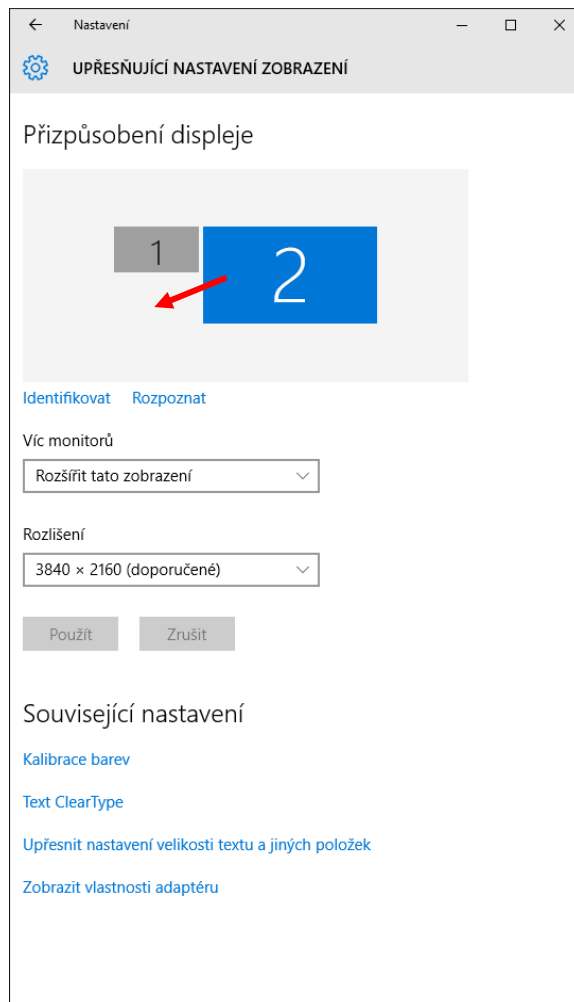 Nastavení
UPŘESŇUJÍCÍ NASTAVENÍ ZOBRAZENÍ
Přizpůsobení displeje
1
2
Identifikovat Rozpoznat
Víc monitorů
Rozšířit tato zobrazení
Rozlišení
3840 × 2160 (doporučené)
Použít Zrušit
Související nastavení
Kalibrace barev
Text ClearType
Upřesnit nastavení velikosti textu a jiných položek
Zobrazit vlastnosti adaptéru